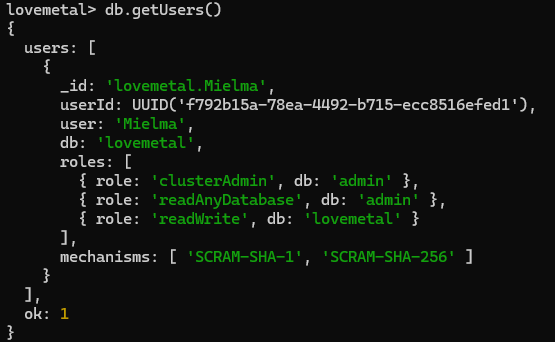 lovemetal> db.getUsers()
{
  users: [
    {
      _id: 'lovemetal.Mielma',
      userId: UUID('f792b15a-78ea-4492-b715-ecc8516efed1'),
      user: 'Mielma',
      db: 'lovemetal',
      roles: [
        { role: 'clusterAdmin', db: 'admin' },
        { role: 'readAnyDatabase', db: 'admin' },
        { role: 'readWrite', db: 'lovemetal' }
      ],
      mechanisms: [ 'SCRAM-SHA-1', 'SCRAM-SHA-256' ]
    }
  ],
  ok: 1
}